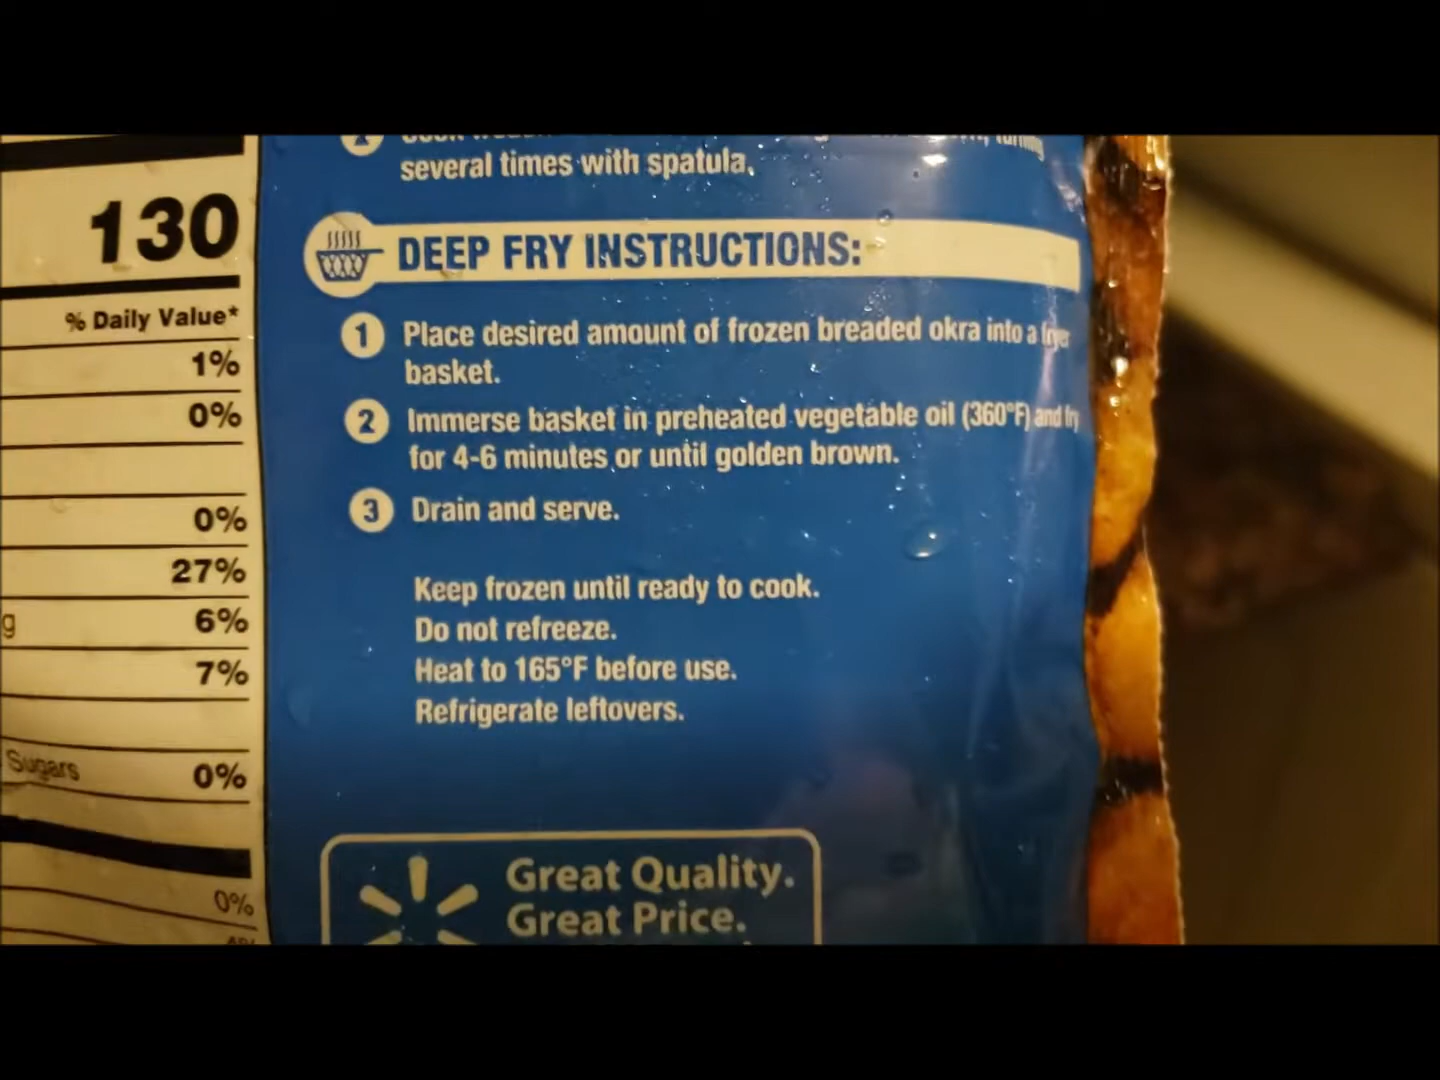 130
% Daily Value*
1%
0%
0%
27%
g 6%
7%
Sugars 0%
0%
2
several times with spatula.
DEEP FRY INSTRUCTIONS:
1 Place desired amount of frozen breaded okra into a fryer
basket.
2 Immerse basket in preheated vegetable oil (360°F) and fry
for 4-6 minutes or until golden brown.
3 Drain and serve.
Keep frozen until ready to cook.
Do not refreeze.
Heat to 165°F before use.
Refrigerate leftovers.
Great Quality.
Great Price.